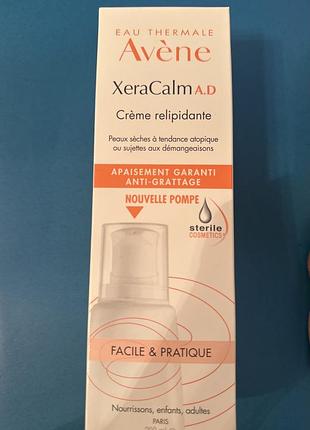 EAU THERMALE
Avène
XeraCalm A.D
Crème relipidante
Peaux sèches à tendance atopique
ou sujettes aux démangeaisons
APAISEMENT GARANTI
ANTI-GRATTAGE
NOUVELLE POMPE
sterile
COSMETICS
FACILE & PRATIQUE
Nourrissons, enfants, adultes
PARIS